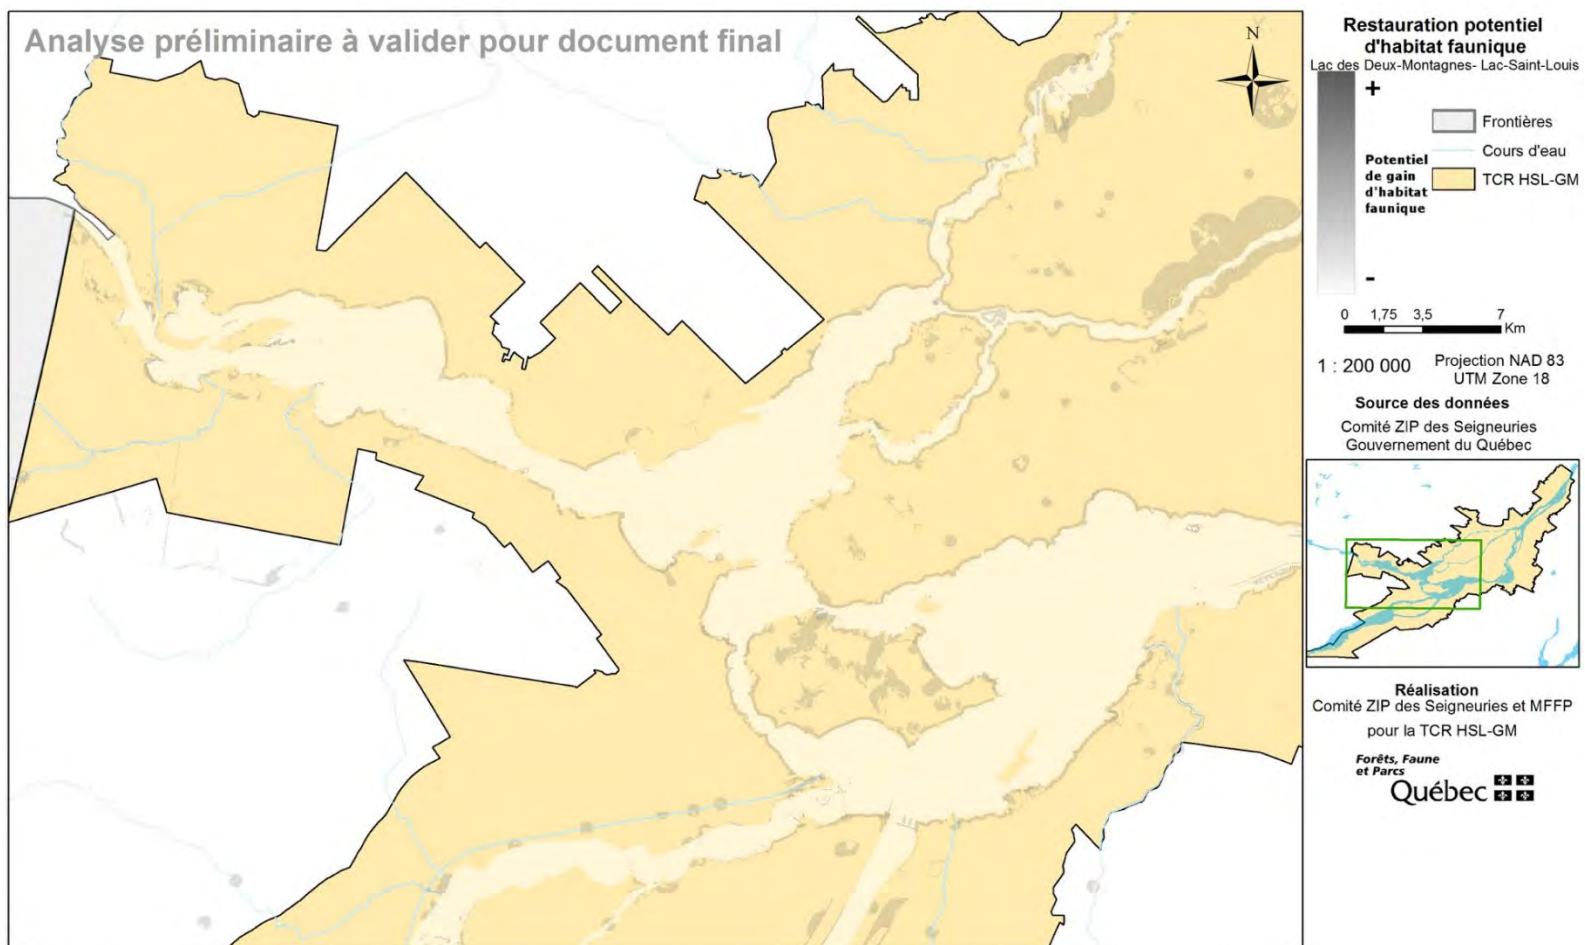 Analyse préliminaire à valider pour document final
N
Restauration potentiel
d'habitat faunique
Lac des Deux-Montagnes- Lac-Saint-Louis
+
Potentiel
de gain
d'habitat
faunique
-
Frontières
Cours d'eau
TCR HSL-GM
0 1,75 3,5 7
Km
1 : 200 000
Projection NAD 83
UTM Zone 18
Source des données
Comité ZIP des Seigneuries
Gouvernement du Québec
Réalisation
Comité ZIP des Seigneuries et MFFP
pour la TCR HSL-GM
Forêts, Faune
et Parcs
Québec